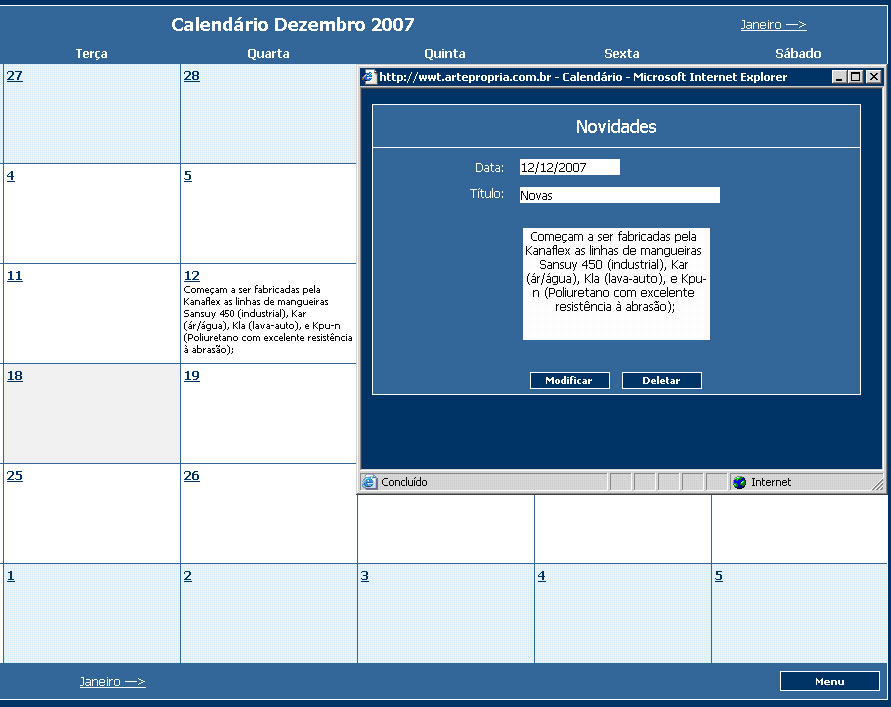 Calendário Dezembro 2007
Janeiro —>
Terça Quarta Quinta Sexta Sábado
27 28
http://wwt.artepropria.com.br - Calendário - Microsoft Internet Explorer
Novidades
Data: 12/12/2007
Título: Novas
Começam a ser fabricadas pela
Kanaflex as linhas de mangueiras
Sansuy 450 (industrial), Kar
(ár/água), Kla (lava-auto), e Kpu-
n (Poliuretano com excelente
resistência à abrasão);
Modificar Deletar
Concluído Internet
4 5
11 12
Começam a ser fabricadas pela
Kanaflex as linhas de mangueiras
Sansuy 450 (industrial), Kar
(ár/água), Kla (lava-auto), e Kpu-n
(Poliuretano com excelente resistência
à abrasão);
18 19
25 26
1 2 3 4 5
Janeiro —>
Menu